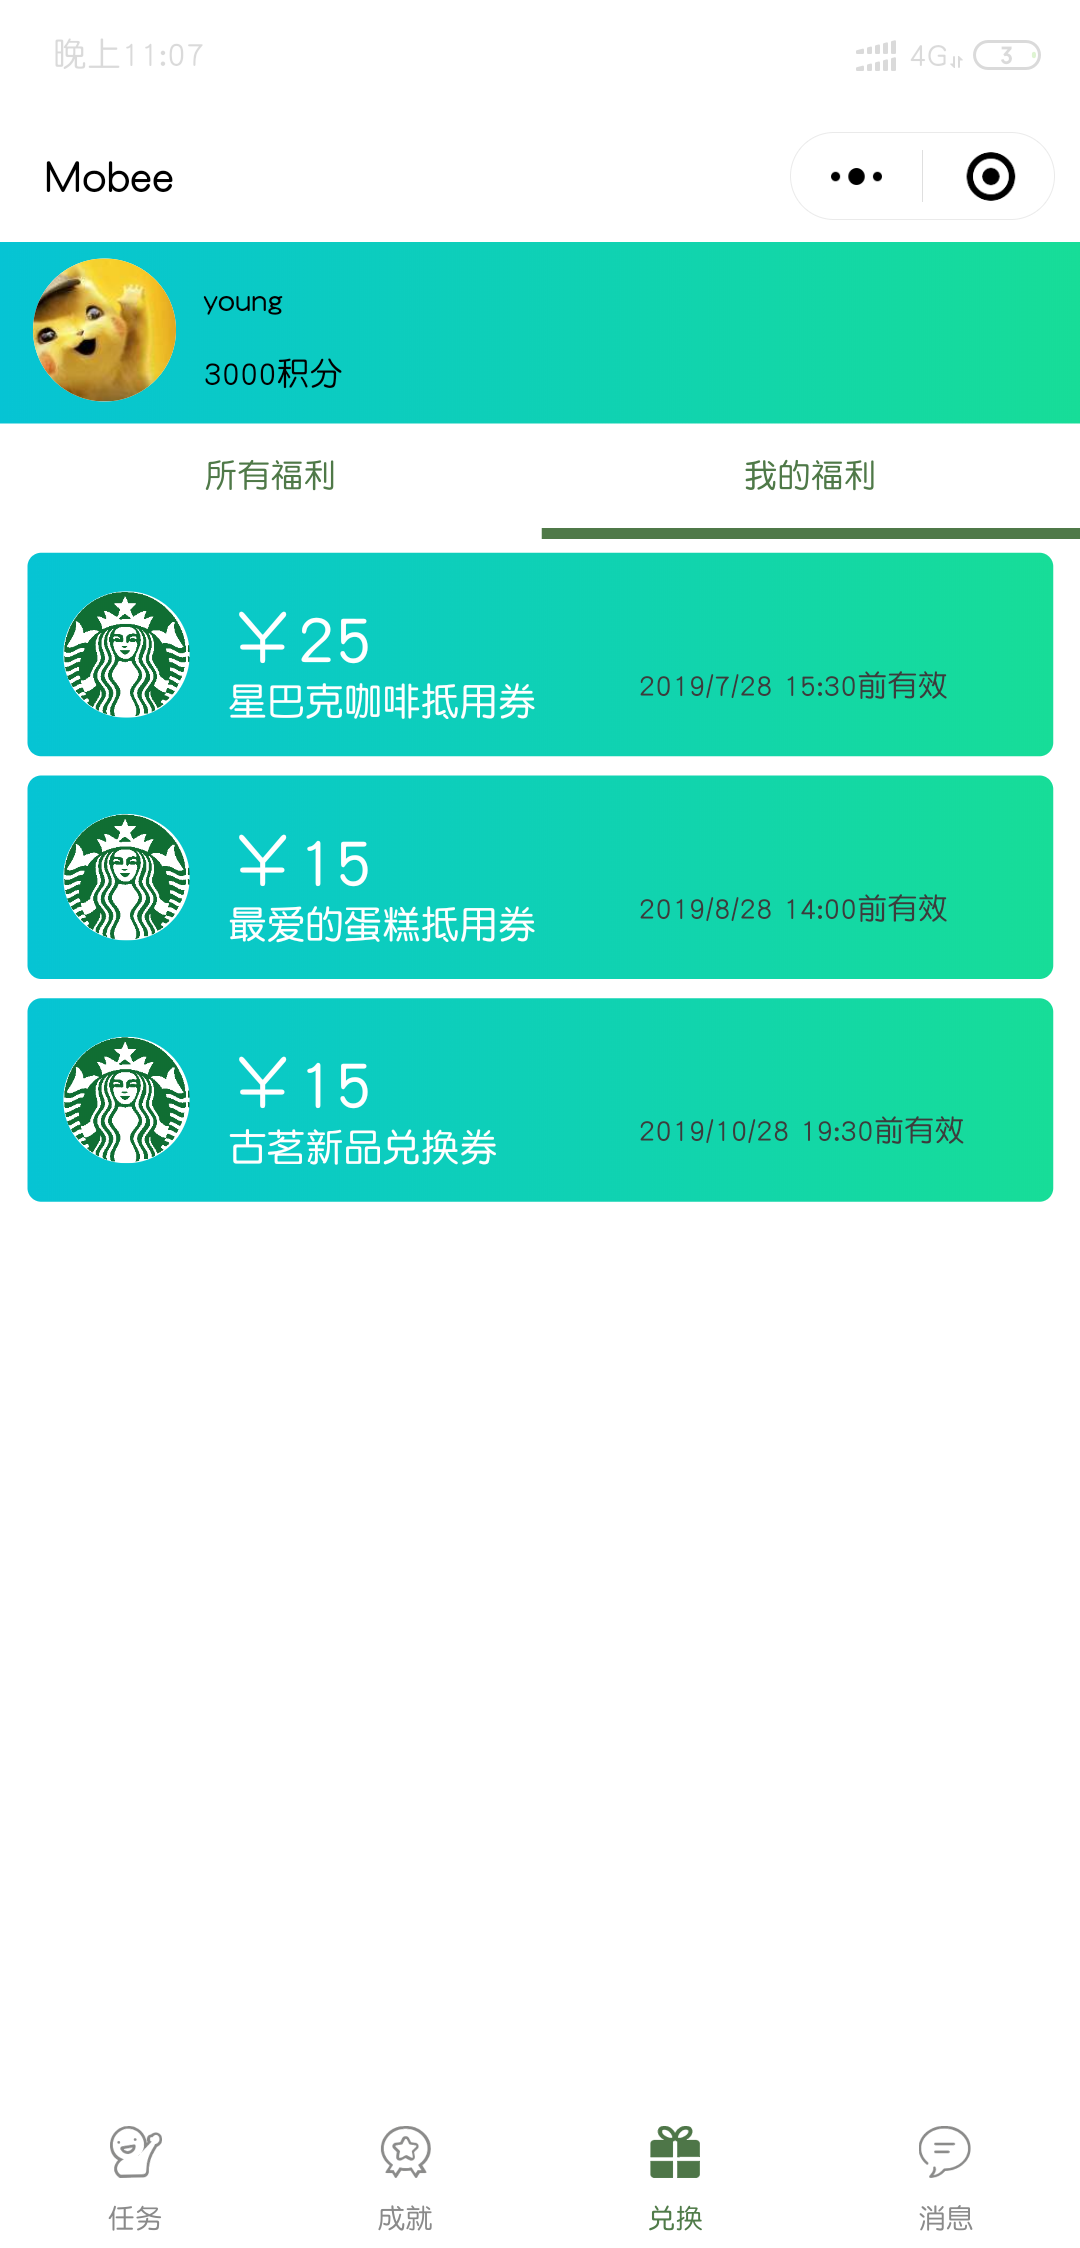 晚上11:07
4G
3
Mobee
young
3000积分
所有福利
我的福利
¥25
星巴克咖啡抵用券
2019/7/28 15:30前有效
¥15
最爱的蛋糕抵用券
2019/8/28 14:00前有效
¥15
古茗新品兑换券
2019/10/28 19:30前有效
任务
成就
兑换
消息